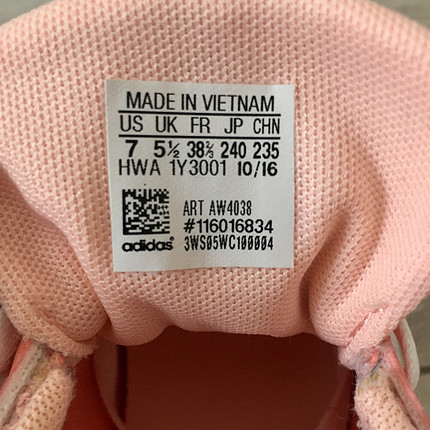 MADE IN VIETNAM
US UK FR JP CHN
7 5½ 38⅔ 240 235
HWA 1Y3001 10/16
ART AW4038
#116016834
adidas® 3WS05WC100004